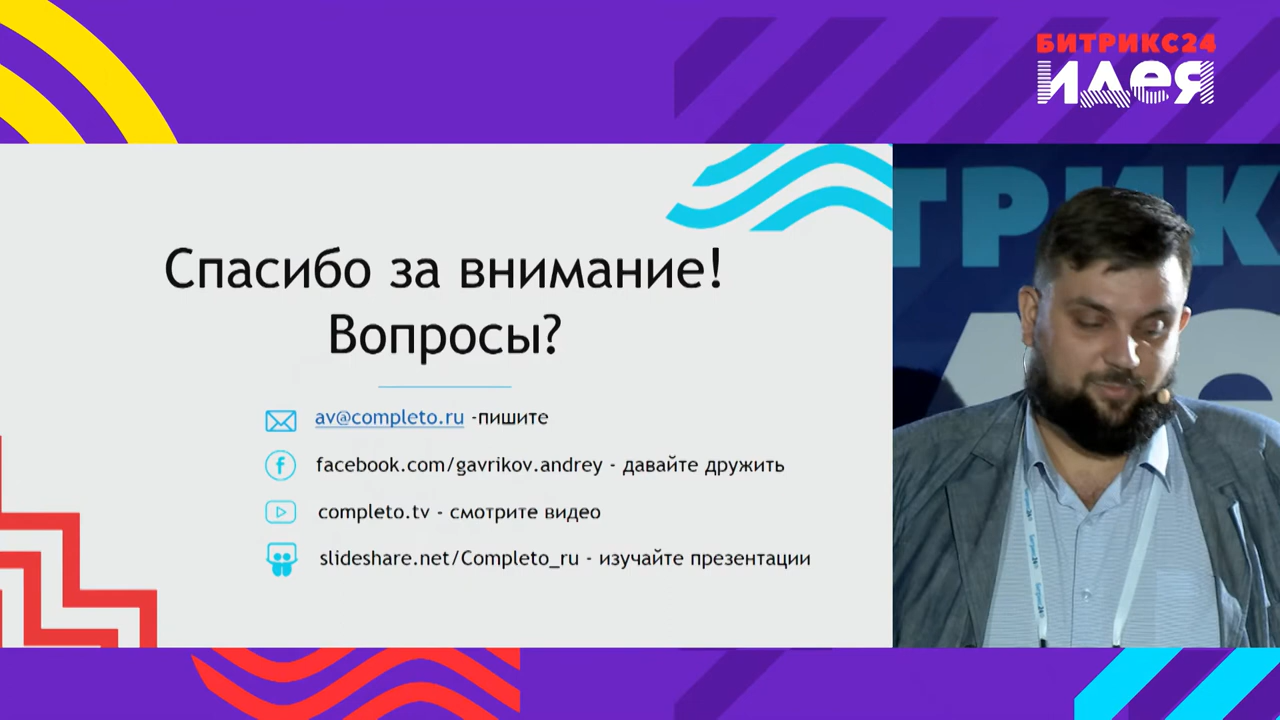 БИТРИКС24
идея
Спасибо за внимание!
Вопросы?
av@completo.ru -пишите
facebook.com/gavrikov.andrey - давайте дружить
completo.tv - смотрите видео
slideshare.net/Completo_ru - изучайте презентации
ТРИК